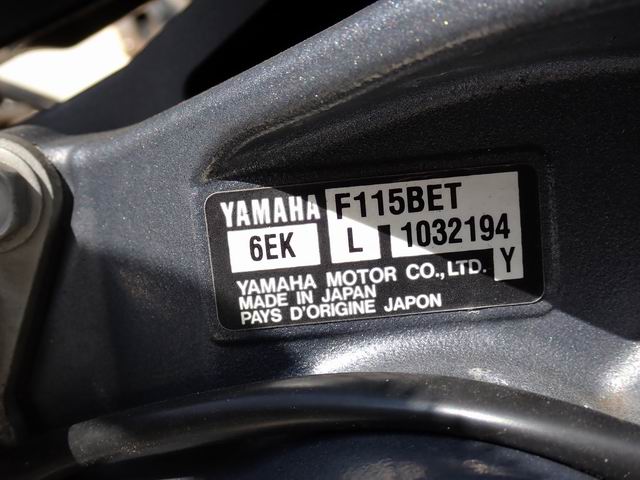 YAMAHA F115BET
6EK L 1032194
YAMAHA MOTOR CO.,LTD. Y
MADE IN JAPAN
PAYS D'ORIGINE JAPON